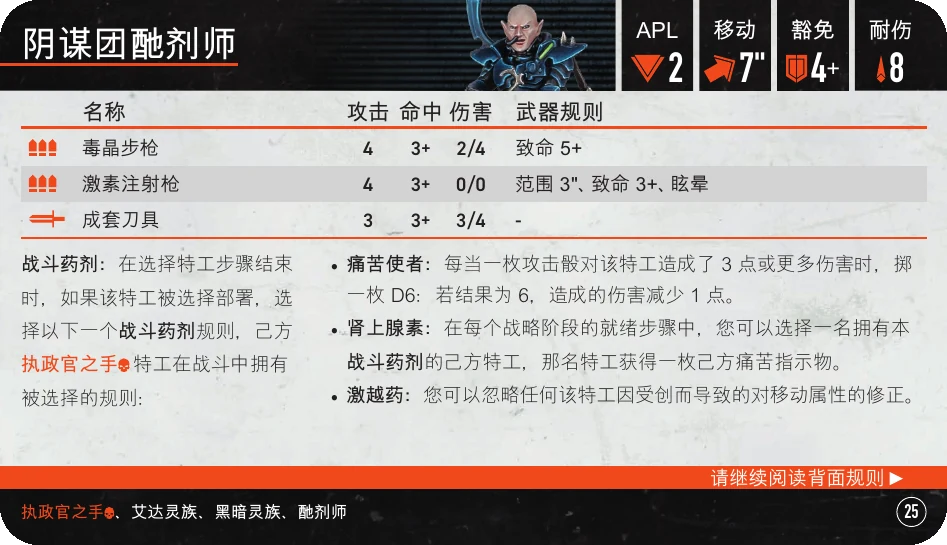 阴谋团酏剂师
APL 移动 豁免 耐伤
2 7" 4+ 8
名称 攻击 命中 伤害 武器规则
毒晶步枪 4 3+ 2/4 致命 5+
激素注射枪 4 3+ 0/0 范围 3"、致命 3+、眩晕
成套刀具 3 3+ 3/4 -
战斗药剂：在选择特工步骤结束
时，如果该特工被选择部署，选
择以下一个战斗药剂规则，己方
执政官之手特工在战斗中拥有
被选择的规则:
• 痛苦使者：每当一枚攻击骰对该特工造成了 3 点或更多伤害时，掷
一枚 D6：若结果为 6，造成的伤害减少 1 点。
• 肾上腺素：在每个战略阶段的就绪步骤中，您可以选择一名拥有本
战斗药剂的己方特工，那名特工获得一枚己方痛苦指示物。
• 激越药：您可以忽略任何该特工因受创而导致的对移动属性的修正。
请继续阅读背面规则▶
执政官之手、艾达灵族、黑暗灵族、酏剂师
25